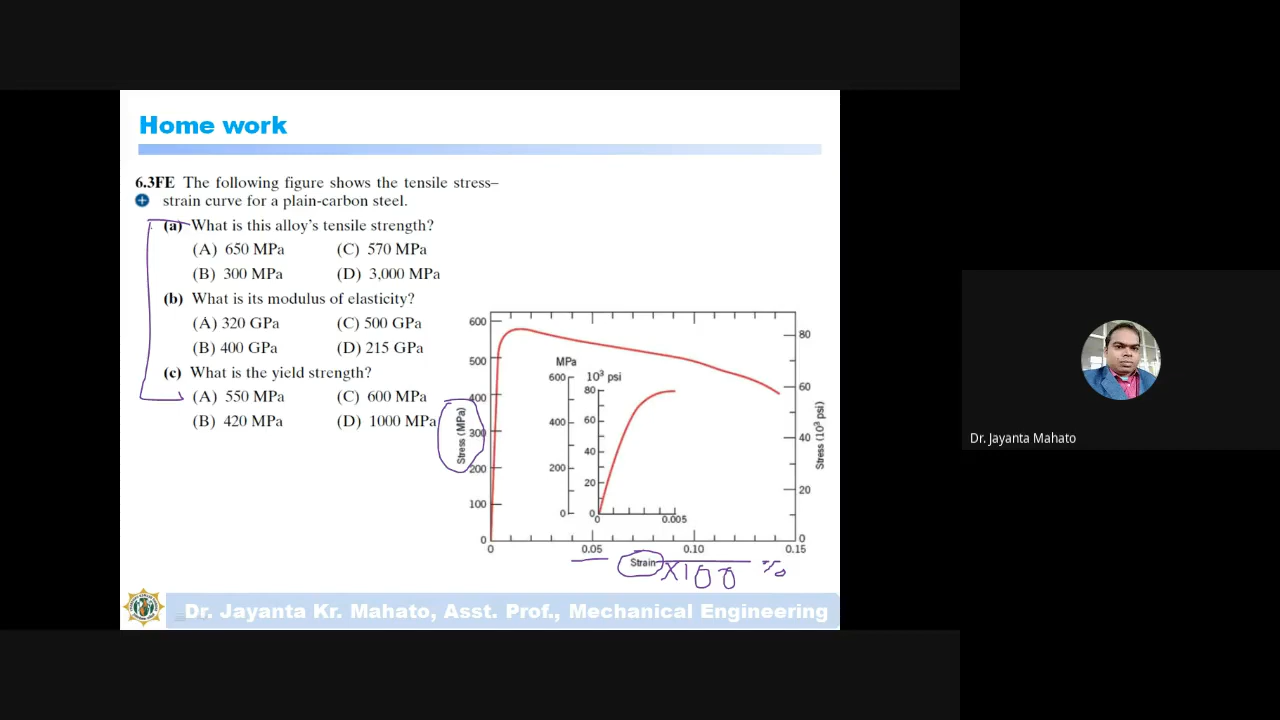 Home work
6.3FE The following figure shows the tensile stress–
strain curve for a plain-carbon steel.
(a) What is this alloy's tensile strength?
(A) 650 MPa (C) 570 MPa
(B) 300 MPa (D) 3,000 MPa
(b) What is its modulus of elasticity?
(A) 320 GPa (C) 500 GPa
(B) 400 GPa (D) 215 GPa
(c) What is the yield strength?
(A) 550 MPa (C) 600 MPa
(B) 420 MPa (D) 1000 MPa
600
500
400
300
200
100
0
Stress (MPa)
MPa
600
400
200
0
10³ psi
80
60
40
20
0
0 0.005
80
60
40
20
0
Stress (10³ psi)
0 0.05 0.10 0.15
Strain
×100 %
Dr. Jayanta Kr. Mahato, Asst. Prof., Mechanical Engineering
Dr. Jayanta Mahato